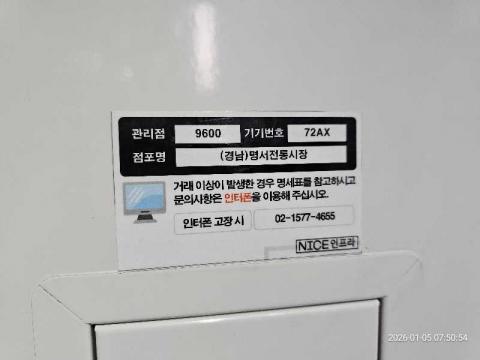 관리점 9600 기기번호 72AX
점포명 (경남)명서전통시장
거래 이상이 발생한 경우 명세표를 참고하시고
문의사항은 인터폰을 이용해 주십시오.
인터폰 고장 시 02-1577-4655
NICE인프라
2026-01-05 07:50:54